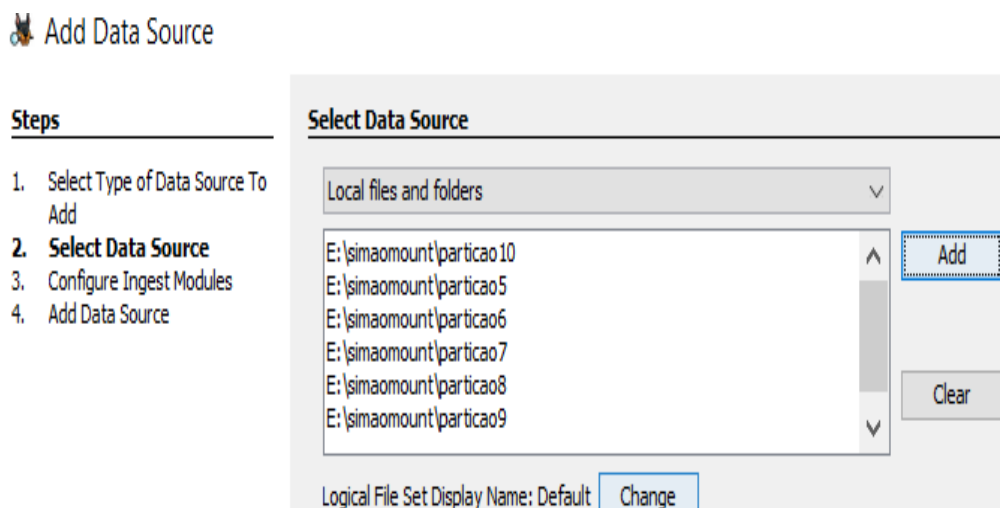 Add Data Source
Steps
1. Select Type of Data Source To
Add
2. Select Data Source
3. Configure Ingest Modules
4. Add Data Source
Select Data Source
Local files and folders
E:\simaomount\particao10
E:\simaomount\particao5
E:\simaomount\particao6
E:\simaomount\particao7
E:\simaomount\particao8
E:\simaomount\particao9
Add
Clear
Logical File Set Display Name: Default
Change